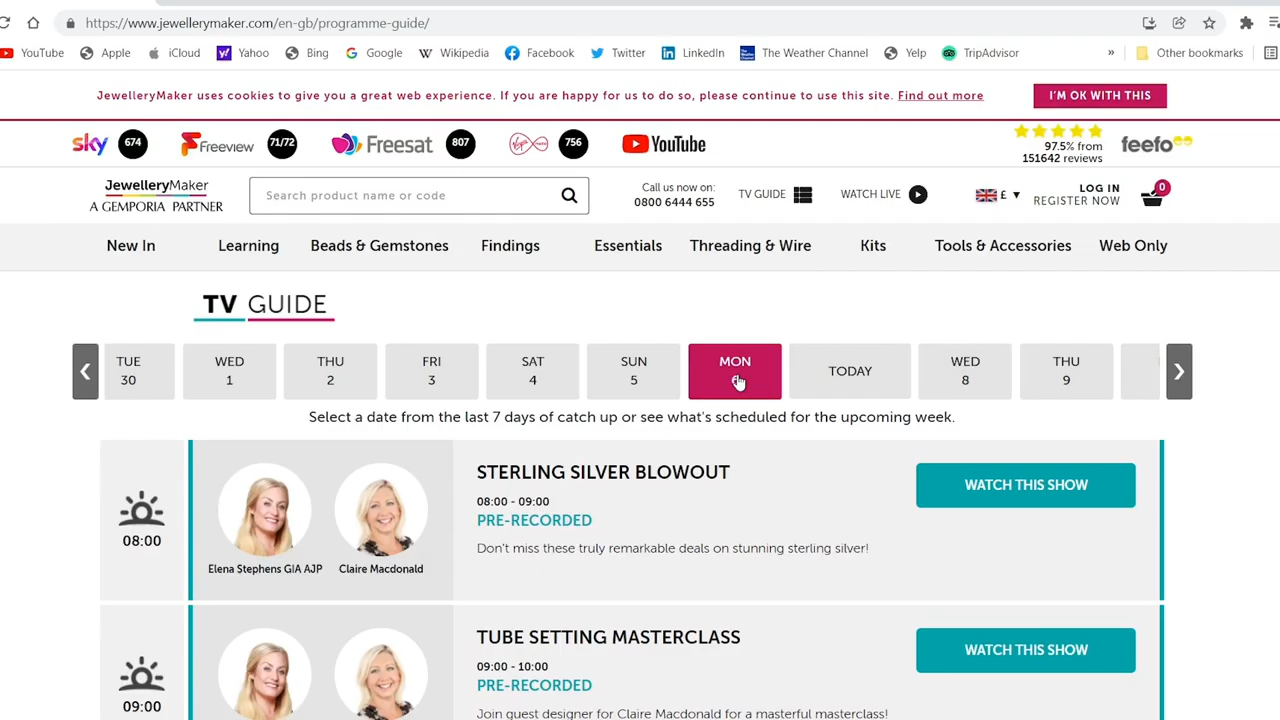 https://www.jewellerymaker.com/en-gb/programme-guide/
YouTube Apple iCloud Yahoo Bing Google Wikipedia Facebook Twitter LinkedIn The Weather Channel Yelp TripAdvisor » Other bookmarks
JewelleryMaker uses cookies to give you a great web experience. If you are happy for us to do so, please continue to use this site. Find out more I'M OK WITH THIS
sky 674 Freeview 71/72 Freesat 807 756 YouTube
97.5% from
151642 reviews
feefo
JewelleryMaker
A GEMPORIA PARTNER
Search product name or code
Call us now on:
0800 6444 655
TV GUIDE WATCH LIVE £ ▼
LOG IN
REGISTER NOW
0
New In Learning Beads & Gemstones Findings Essentials Threading & Wire Kits Tools & Accessories Web Only
TV GUIDE
TUE
30
WED
1
THU
2
FRI
3
SAT
4
SUN
5
MON
TODAY
WED
8
THU
9
Select a date from the last 7 days of catch up or see what's scheduled for the upcoming week.
08:00
Elena Stephens GIA AJP Claire Macdonald
STERLING SILVER BLOWOUT
08:00 - 09:00
PRE-RECORDED
Don't miss these truly remarkable deals on stunning sterling silver!
WATCH THIS SHOW
09:00
TUBE SETTING MASTERCLASS
09:00 - 10:00
PRE-RECORDED
Join guest designer for Claire Macdonald for a masterful masterclass!
WATCH THIS SHOW